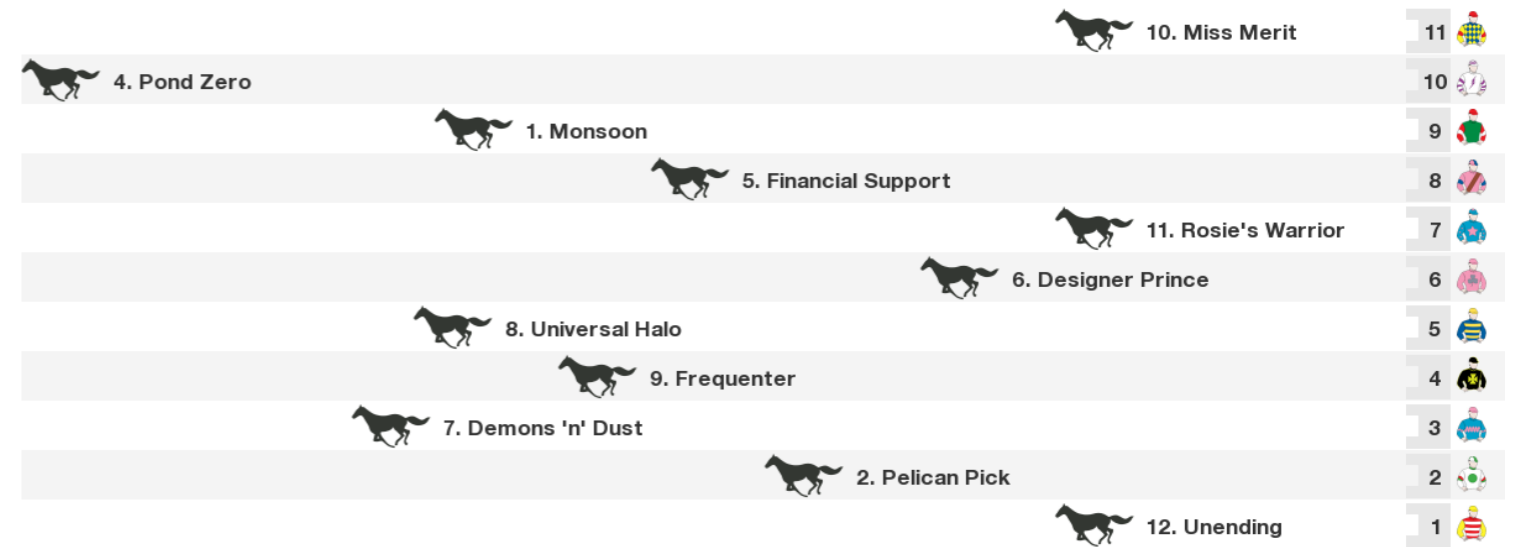 10. Miss Merit 11
4. Pond Zero 10
1. Monsoon 9
5. Financial Support 8
11. Rosie's Warrior 7
6. Designer Prince 6
8. Universal Halo 5
9. Frequenter 4
7. Demons 'n' Dust 3
2. Pelican Pick 2
12. Unending 1